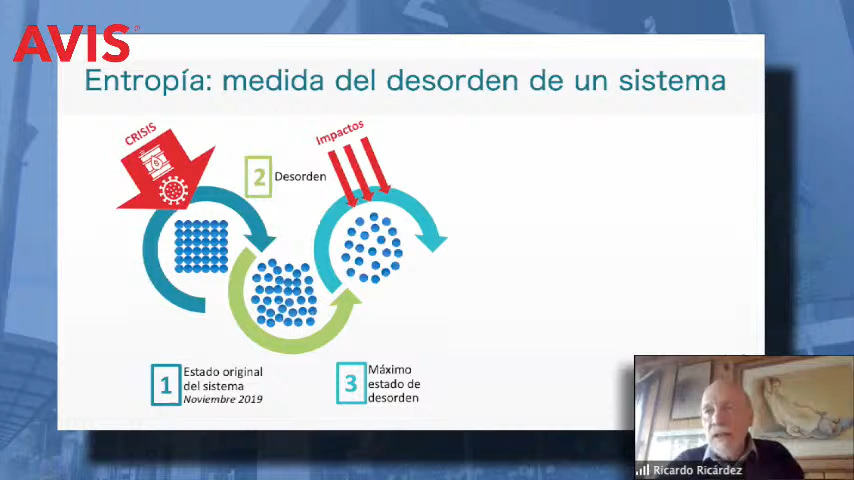 AVIS
Entropía: medida del desorden de un sistema
CRISIS
Impactos
2
Desorden
1
Estado original
del sistema
Noviembre 2019
3
Máximo
estado de
desorden
Ricardo Ricárdez